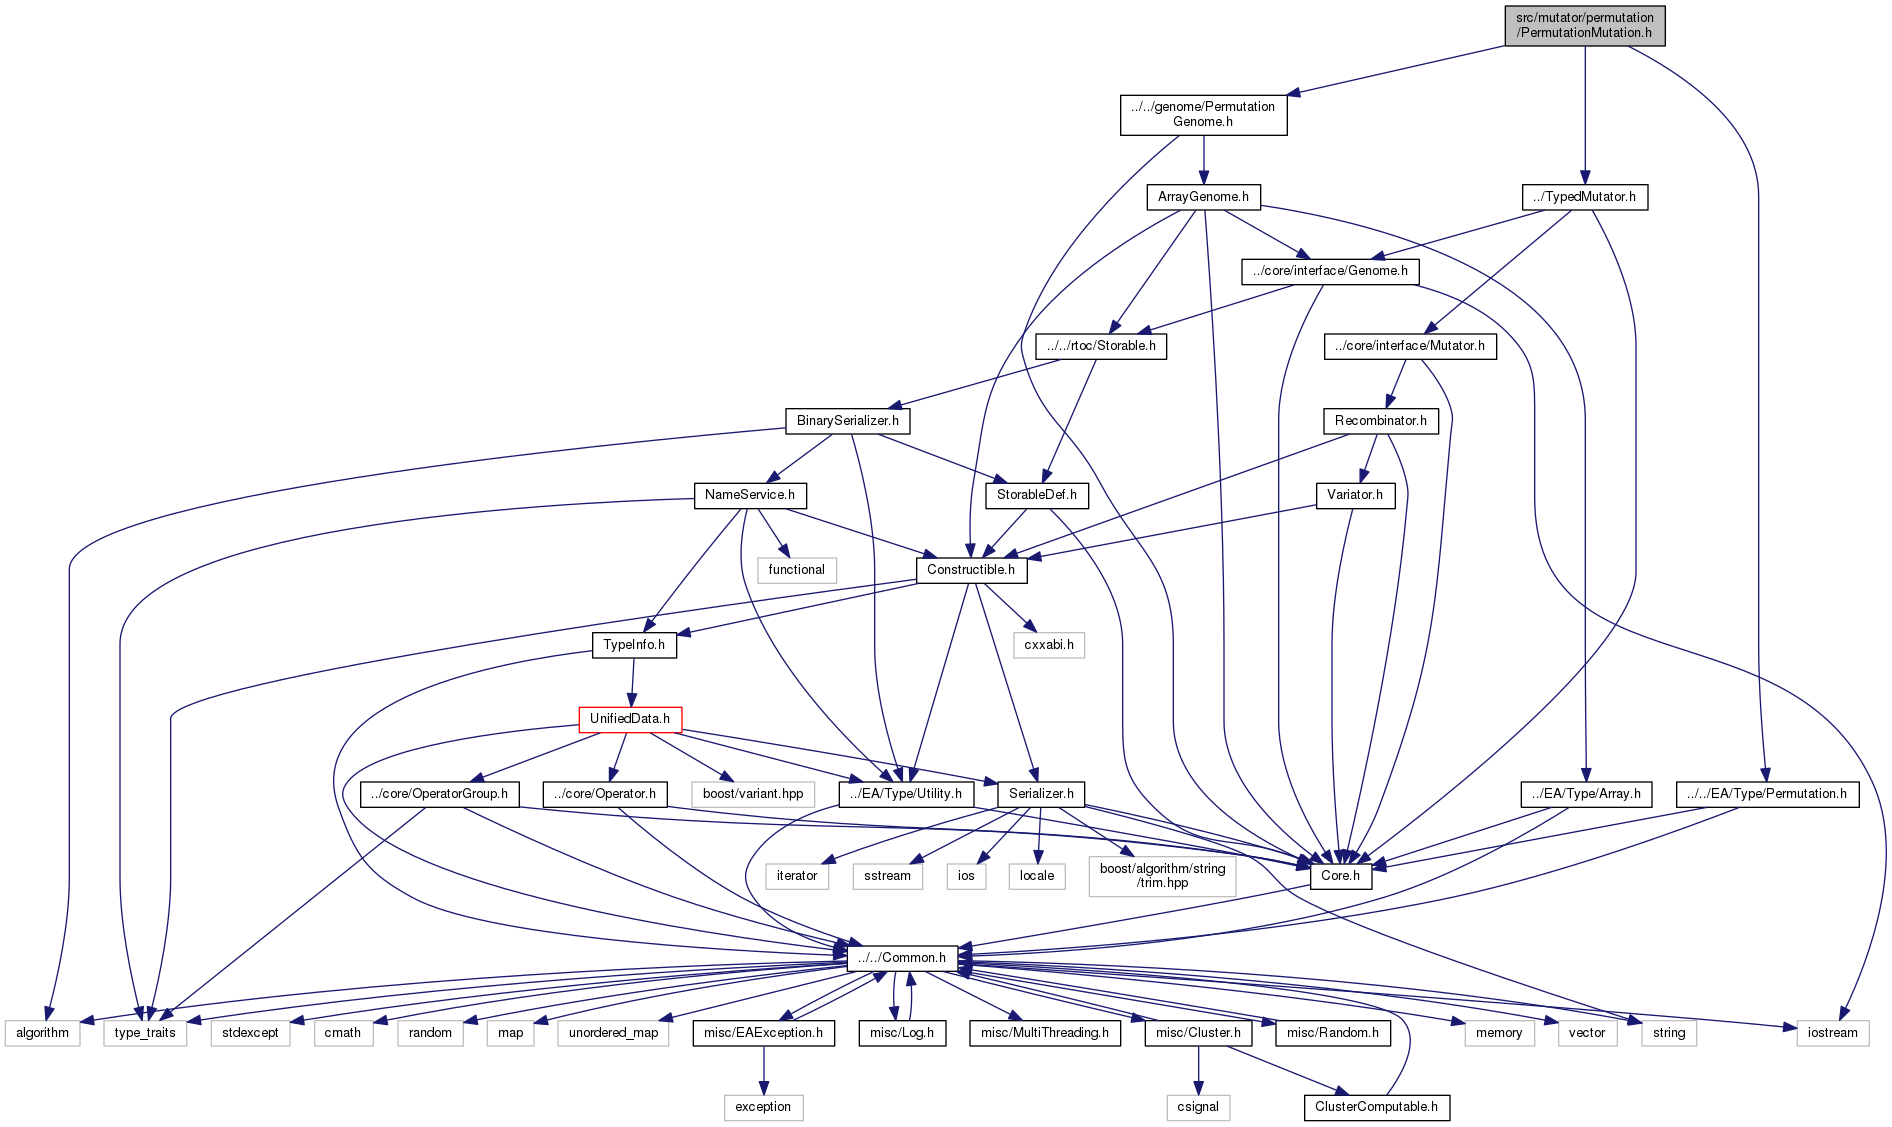 src/mutator/permutation
/PermutationMutation.h
../../genome/Permutation
Genome.h
ArrayGenome.h
../TypedMutator.h
../core/interface/Genome.h
../../rtoc/Storable.h
../core/interface/Mutator.h
BinarySerializer.h
Recombinator.h
NameService.h
StorableDef.h
Variator.h
functional
Constructible.h
TypeInfo.h
cxxabi.h
UnifiedData.h
../core/OperatorGroup.h
../core/Operator.h
boost/variant.hpp
../EA/Type/Utility.h
Serializer.h
../EA/Type/Array.h
../../EA/Type/Permutation.h
iterator
sstream
ios
locale
boost/algorithm/string
/trim.hpp
Core.h
../../Common.h
algorithm
type_traits
stdexcept
cmath
random
map
unordered_map
misc/EAException.h
misc/Log.h
misc/MultiThreading.h
misc/Cluster.h
misc/Random.h
memory
vector
string
iostream
exception
csignal
ClusterComputable.h